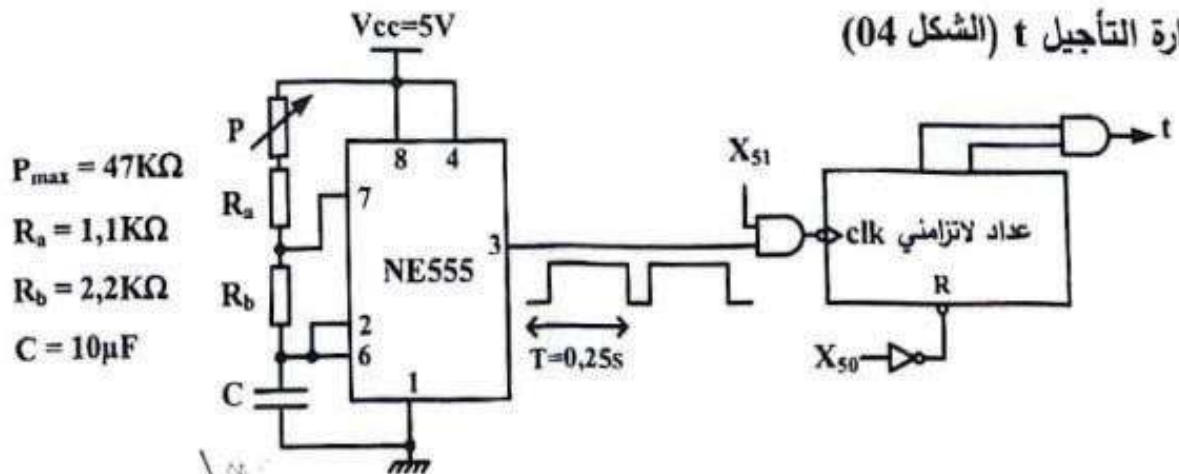 ارة التأجيل t (الشكل 04)
Vcc=5V
P
8
4
Pmax = 47KΩ
Ra = 1,1KΩ
Rb = 2,2KΩ
C = 10µF
Ra
Rb
C
7
2
6
1
3
NE555
T=0,25s
X51
clk عداد لاتزامني
R
X50
t